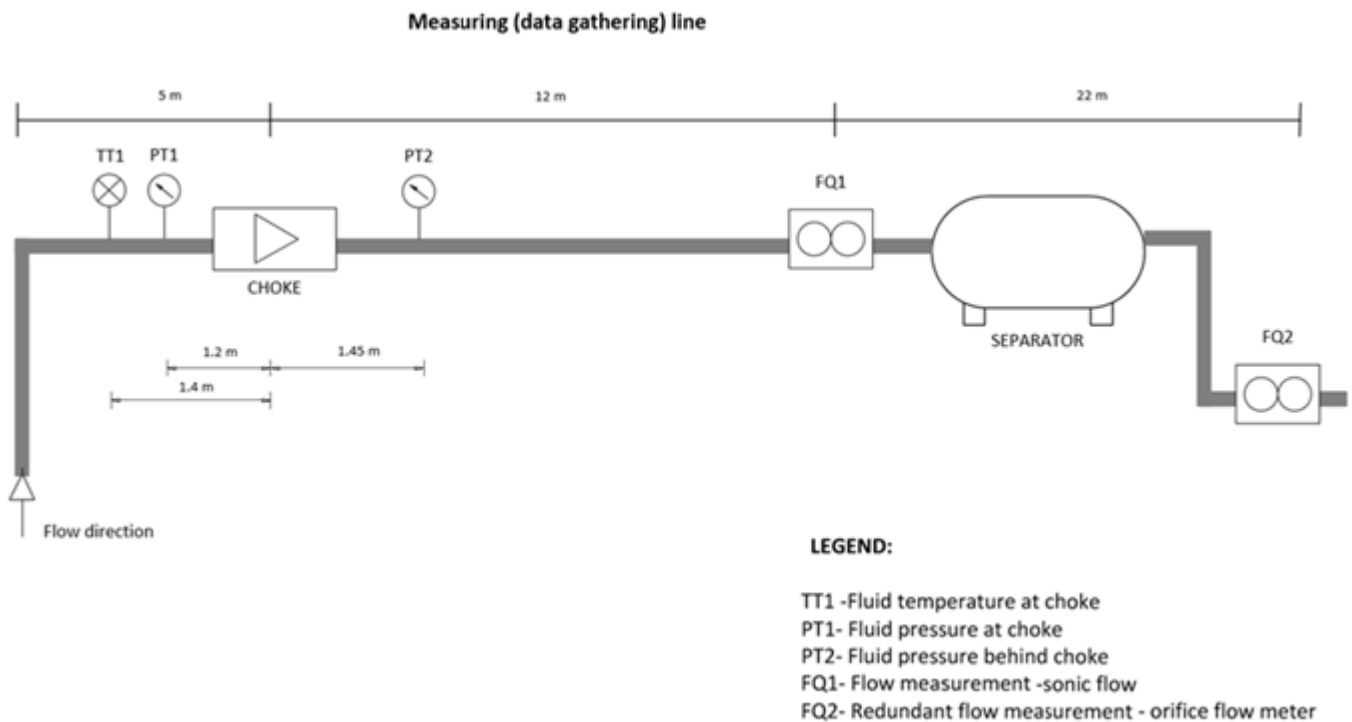 Measuring (data gathering) line
5 m
12 m
22 m
TT1
PT1
PT2
FQ1
CHOKE
SEPARATOR
FQ2
1.2 m
1.45 m
1.4 m
Flow direction
LEGEND:
TT1 -Fluid temperature at choke
PT1- Fluid pressure at choke
PT2- Fluid pressure behind choke
FQ1- Flow measurement -sonic flow
FQ2- Redundant flow measurement - orifice flow meter